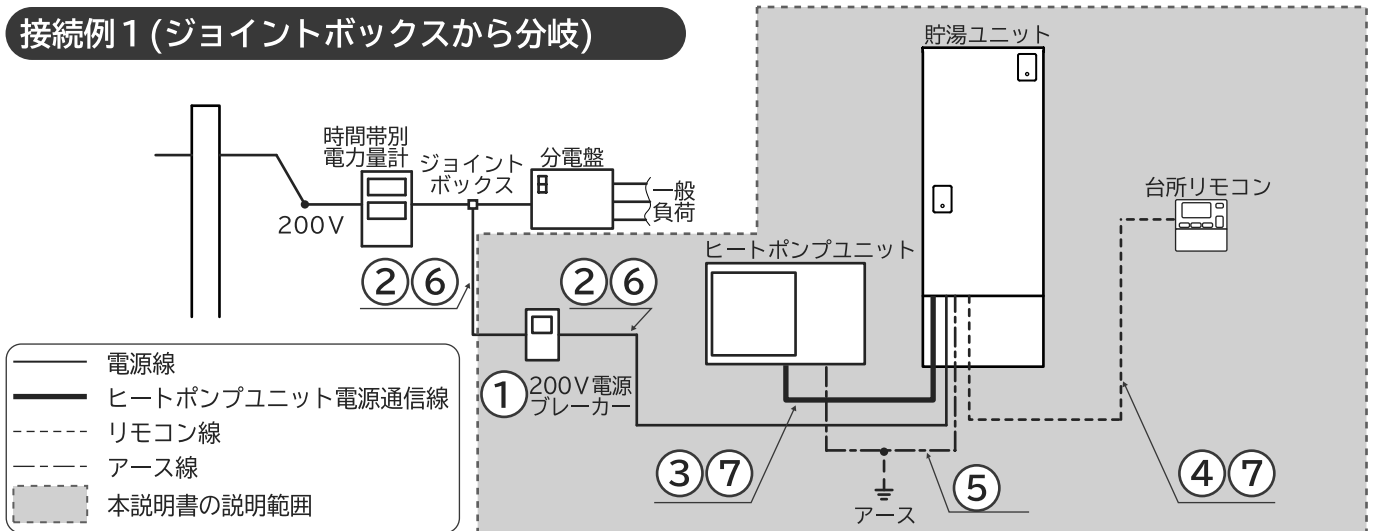 接続例1(ジョイントボックスから分岐)
貯湯ユニット
時間帯別
電力量計
ジョイント
ボックス
分電盤
一般
負荷
200V
台所リモコン
ヒートポンプユニット
②⑥
②⑥
①
200V電源
ブレーカー
③⑦
⑤
④⑦
アース
電源線
ヒートポンプユニット電源通信線
リモコン線
アース線
本説明書の説明範囲